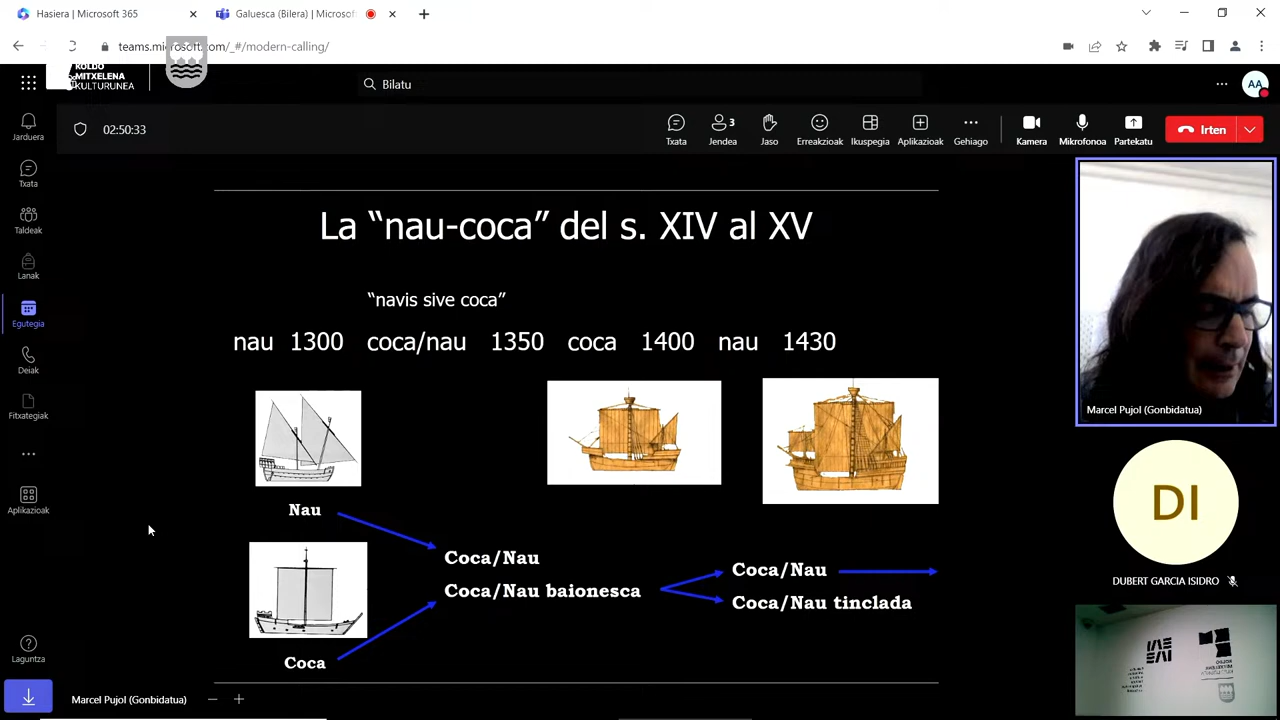 Hasiera | Microsoft 365
Galuesca (Bilera) | Microsof
teams.microsoft.com/_#/modern-calling/
KOLDO
MITXELENA
KULTURUNEA
Bilatu
AA
Jarduera
Txata
Taldeak
Lanak
Egutegia
Deiak
Fitxategiak
Aplikazioak
Laguntza
02:50:33
3
Txata
Jendea
Jaso
Erreakzioak
Ikuspegia
Aplikazioak
Gehiago
Kamera
Mikrofonoa
Partekatu
Irten
La “nau-coca” del s. XIV al XV
“navis sive coca”
nau 1300 coca/nau 1350 coca 1400 nau 1430
Nau
Coca
Coca/Nau
Coca/Nau baionesca
Coca/Nau
Coca/Nau tinclada
Marcel Pujol (Gonbidatua)
Marcel Pujol (Gonbidatua)
DI
DUBERT GARCIA ISIDRO